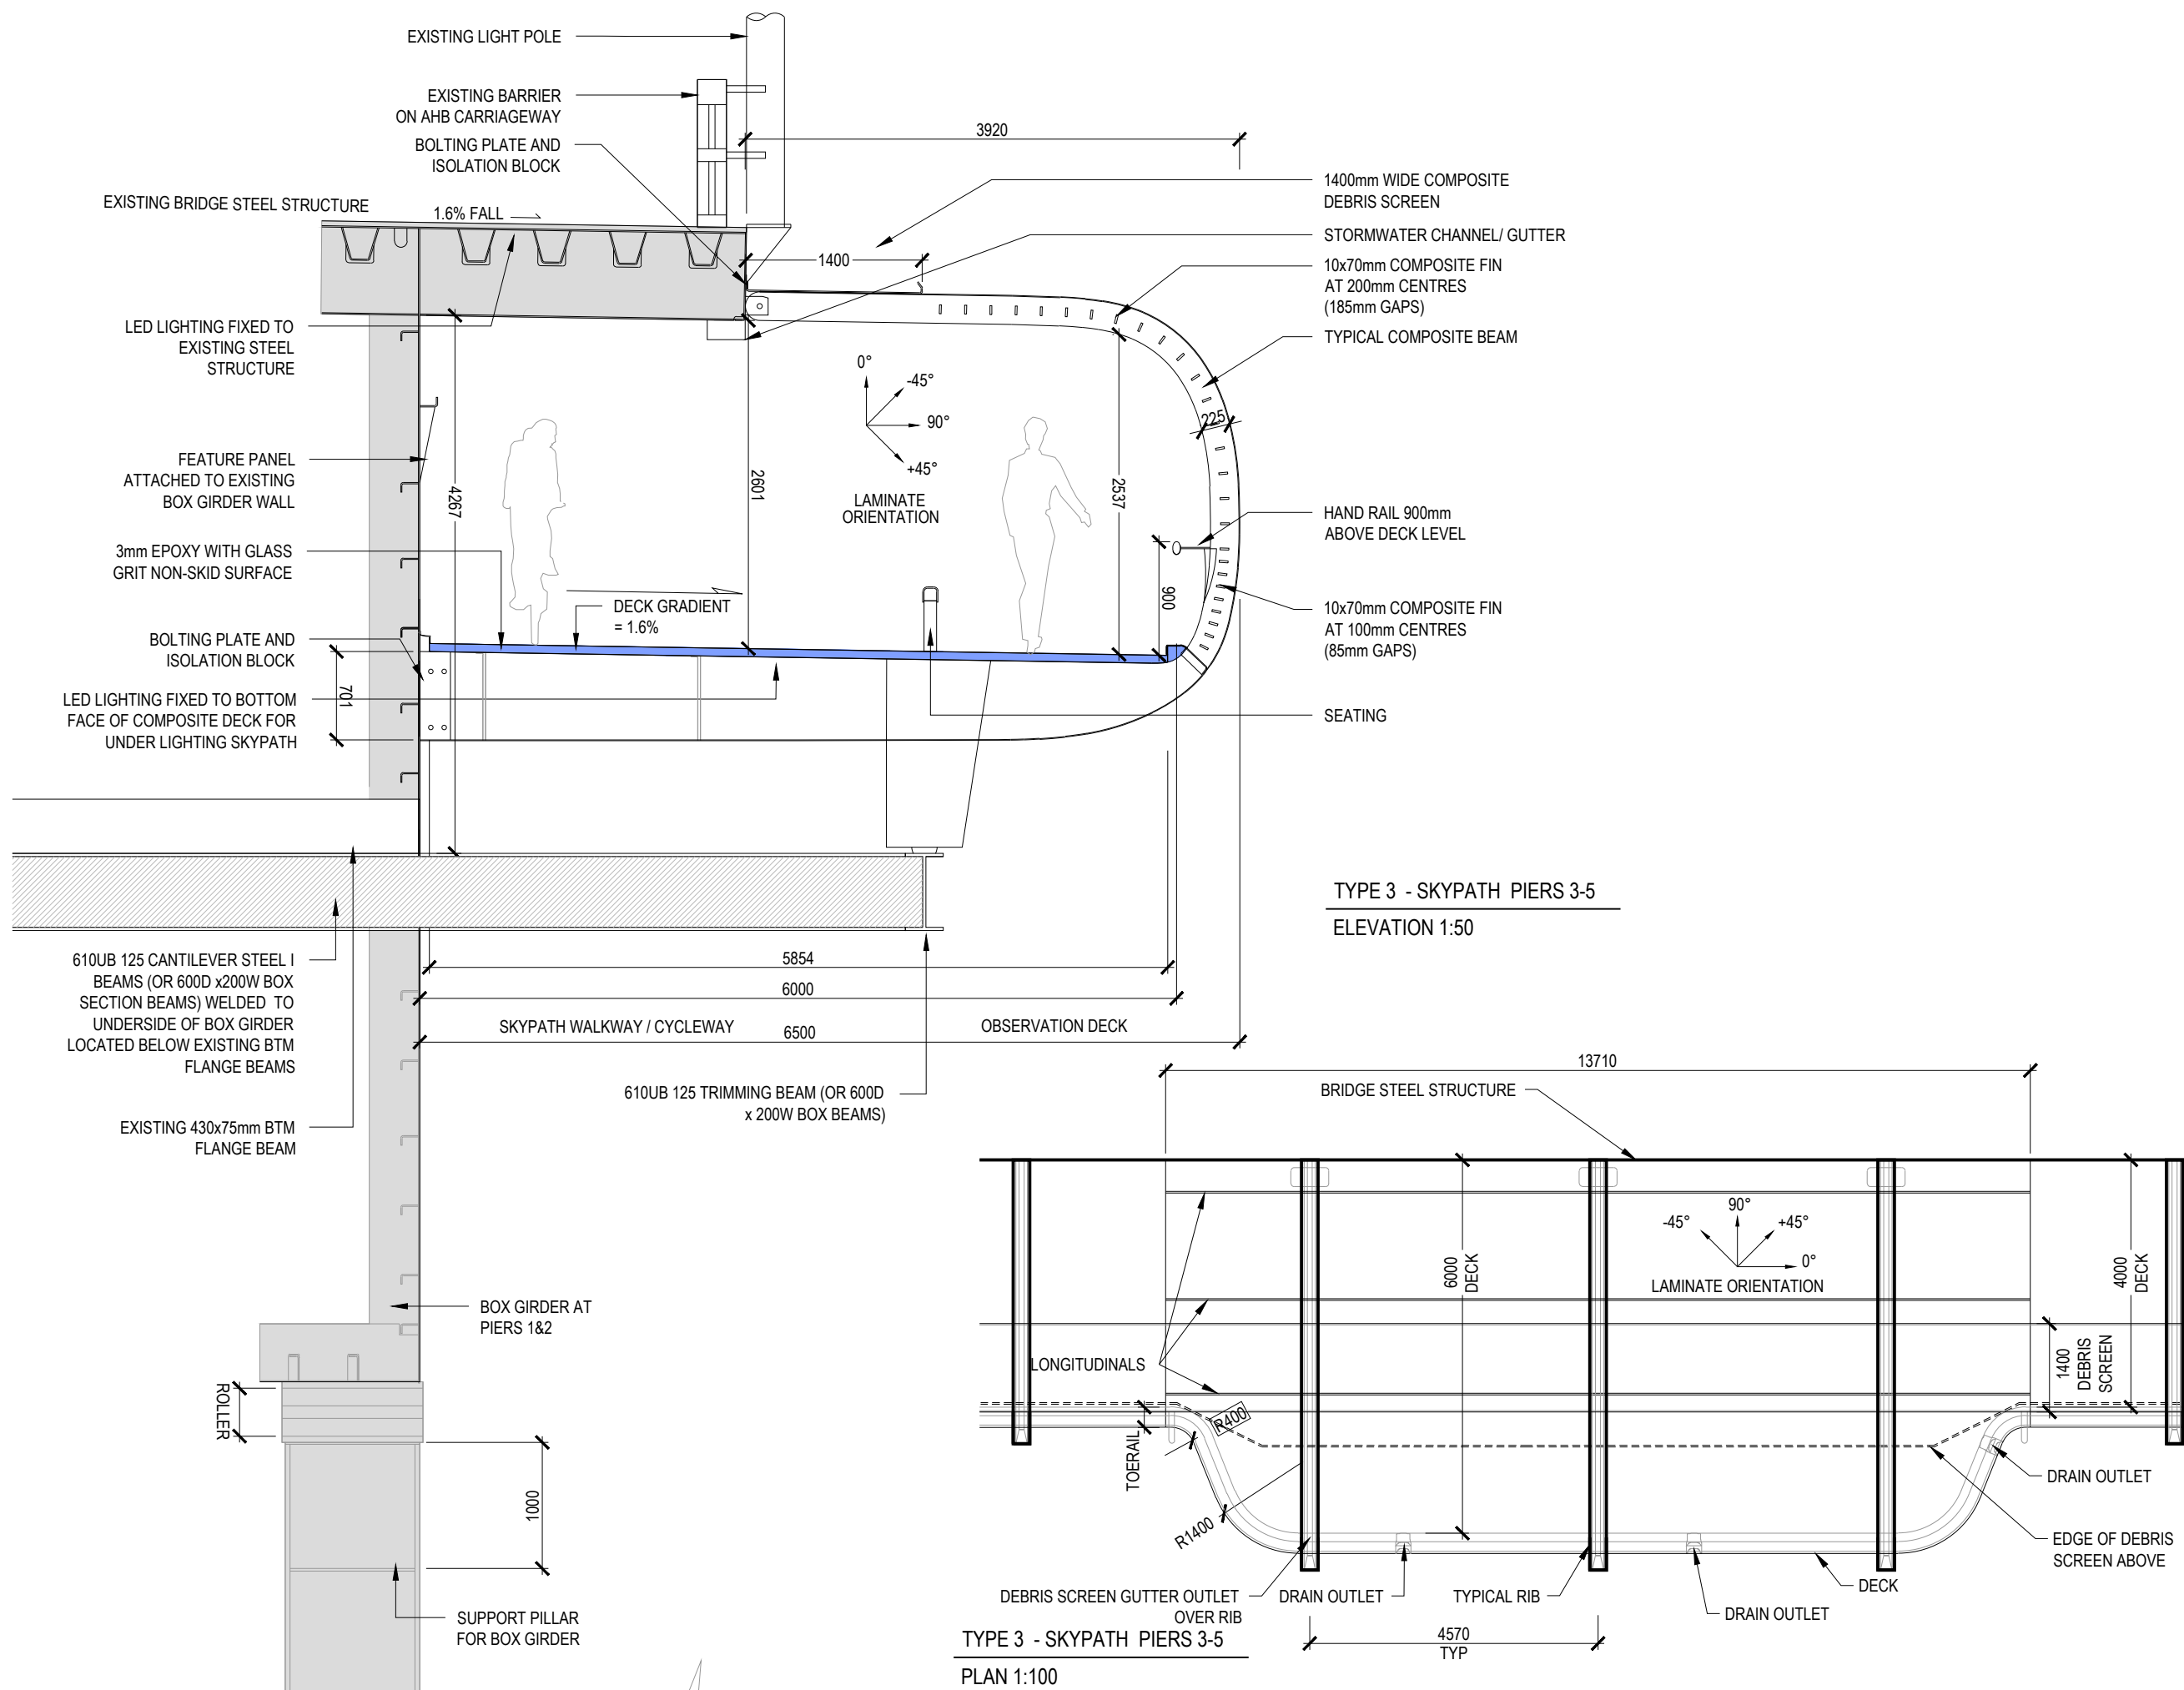 EXISTING LIGHT POLE
EXISTING BARRIER
ON AHB CARRIAGEWAY
BOLTING PLATE AND
ISOLATION BLOCK
EXISTING BRIDGE STEEL STRUCTURE
1.6% FALL
3920
1400
1400mm WIDE COMPOSITE
DEBRIS SCREEN
STORMWATER CHANNEL/ GUTTER
10x70mm COMPOSITE FIN
AT 200mm CENTRES
(185mm GAPS)
TYPICAL COMPOSITE BEAM
LED LIGHTING FIXED TO
EXISTING STEEL
STRUCTURE
FEATURE PANEL
ATTACHED TO EXISTING
BOX GIRDER WALL
3mm EPOXY WITH GLASS
GRIT NON-SKID SURFACE
BOLTING PLATE AND
ISOLATION BLOCK
701
LED LIGHTING FIXED TO BOTTOM
FACE OF COMPOSITE DECK FOR
UNDER LIGHTING SKYPATH
4267
2601
0°
-45°
90°
+45°
LAMINATE
ORIENTATION
2537
225
900
DECK GRADIENT
= 1.6%
HAND RAIL 900mm
ABOVE DECK LEVEL
10x70mm COMPOSITE FIN
AT 100mm CENTRES
(85mm GAPS)
SEATING
TYPE 3 - SKYPATH PIERS 3-5
ELEVATION 1:50
610UB 125 CANTILEVER STEEL I
BEAMS (OR 600D x200W BOX
SECTION BEAMS) WELDED TO
UNDERSIDE OF BOX GIRDER
LOCATED BELOW EXISTING BTM
FLANGE BEAMS
EXISTING 430x75mm BTM
FLANGE BEAM
5854
6000
SKYPATH WALKWAY / CYCLEWAY
OBSERVATION DECK
6500
610UB 125 TRIMMING BEAM (OR 600D
x 200W BOX BEAMS)
BOX GIRDER AT
PIERS 1&2
ROLLER
1000
SUPPORT PILLAR
FOR BOX GIRDER
13710
BRIDGE STEEL STRUCTURE
6000
DECK
-45°
90°
+45°
0°
LAMINATE ORIENTATION
4000
DECK
1400
DEBRIS
SCREEN
LONGITUDINALS
R400
TOERAIL
R1400
DRAIN OUTLET
EDGE OF DEBRIS
SCREEN ABOVE
DECK
DEBRIS SCREEN GUTTER OUTLET
OVER RIB
DRAIN OUTLET
TYPICAL RIB
DRAIN OUTLET
4570
TYP
TYPE 3 - SKYPATH PIERS 3-5
PLAN 1:100